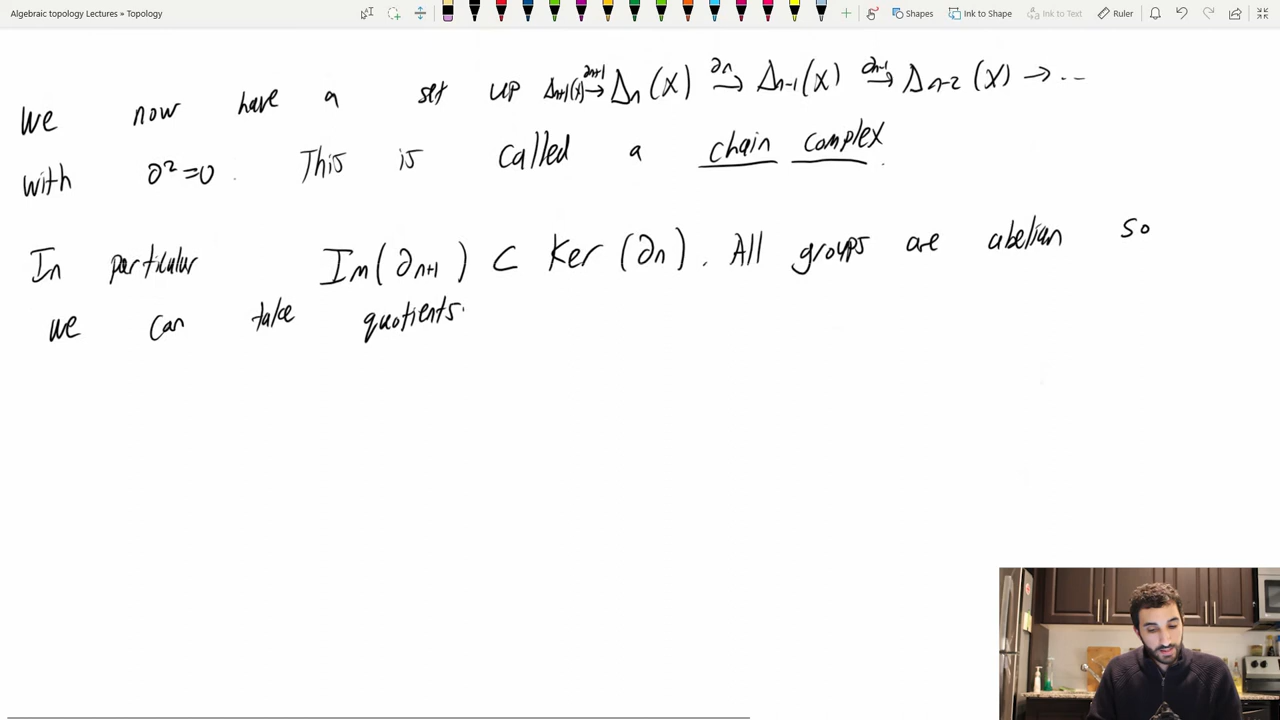 Algebraic topology Lectures » Topology
Shapes Ink to Shape Ink to Text Ruler
We now have a set up Δn+1(X) ∂n+1→ Δn(X) ∂n→ Δn-1(X) ∂n-1→ Δn-2(X) → ...
with ∂²=0. This is called a chain complex.
In particular Im(∂n+1) ⊂ Ker(∂n). All groups are abelian so
we can take quotients.